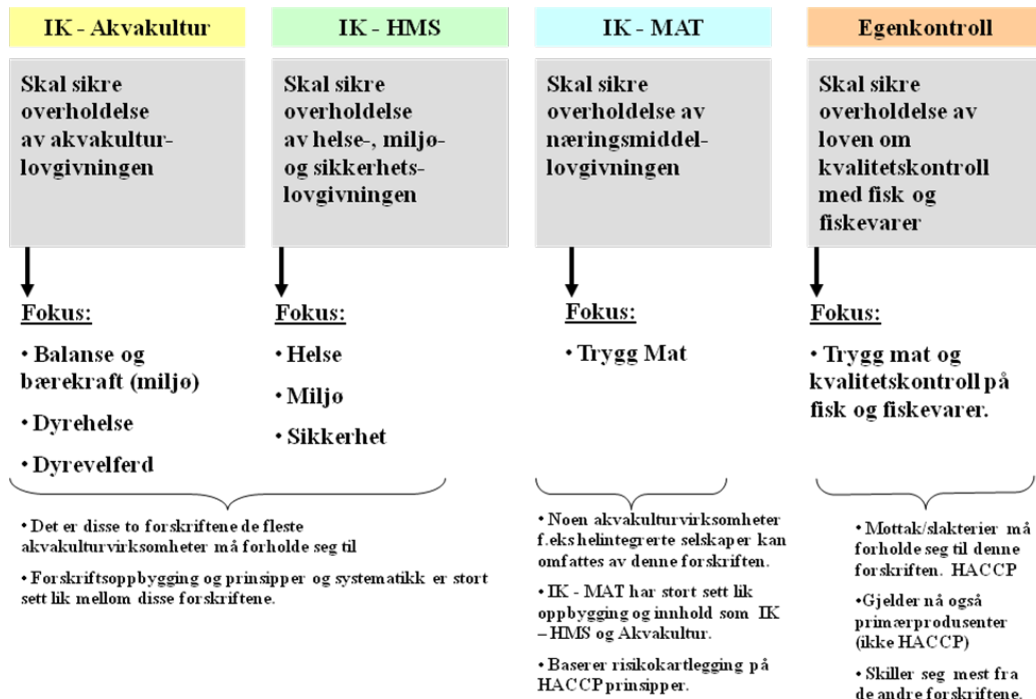 IK - Akvakultur
Skal sikre
overholdelse
av akvakultur-
lovgivningen
Fokus:
• Balanse og
bærekraft (miljø)
• Dyrehelse
• Dyrevelferd
IK - HMS
Skal sikre
overholdelse
av helse-, miljø-
og sikkerhets-
lovgivningen
Fokus:
• Helse
• Miljø
• Sikkerhet
• Det er disse to forskriftene de fleste
akvakulturvirksomheter må forholde seg til
• Forskriftsoppbygging og prinsipper og systematikk er stort
sett lik mellom disse forskriftene.
IK - MAT
Skal sikre
overholdelse av
næringsmiddel-
lovgivningen
Fokus:
• Trygg Mat
• Noen akvakulturvirksomheter
f.eks helintegrerte selskaper kan
omfattes av denne forskriften.
• IK - MAT har stort sett lik
oppbygging og innhold som IK
– HMS og Akvakultur.
• Baserer risikokartlegging på
HACCP prinsipper.
Egenkontroll
Skal sikre
overholdelse av
loven om
kvalitetskontroll
med fisk og
fiskevarer
Fokus:
• Trygg mat og
kvalitetskontroll på
fisk og fiskevarer.
• Mottak/slakterier må
forholde seg til denne
forskriften. HACCP
•Gjelder nå også
primærprodusenter
(ikke HACCP)
• Skiller seg mest fra
de andre forskriftene.